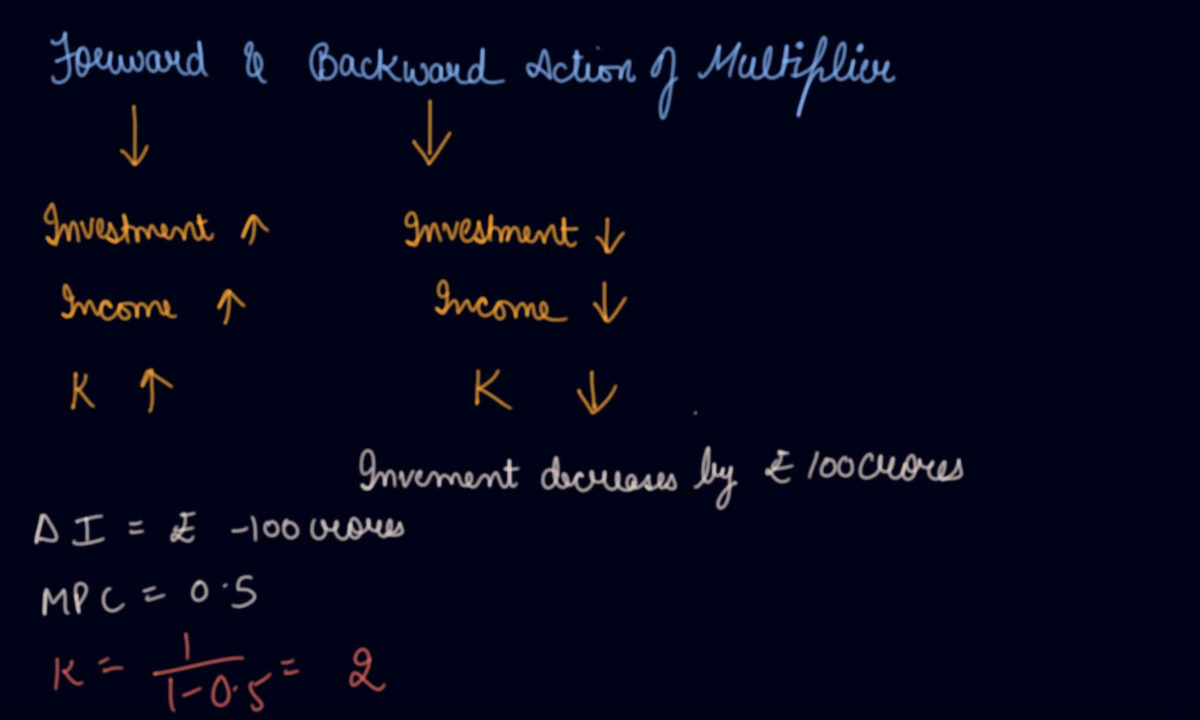 Forward & Backward Action of Multiplier
↓ ↓
Investment ↑ Investment ↓
Income ↑ Income ↓
K ↑ K ↓
Invement decreases by ₹ 100 crores
Δ I = ₹ -100 crores
MPC = 0.5
K = 1/(1-0.5) = 2